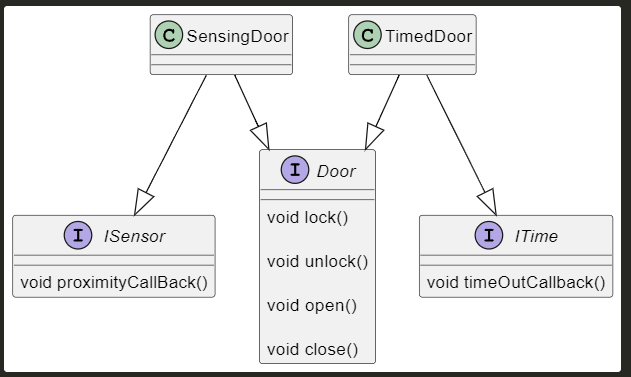 C SensingDoor
C TimedDoor
I Door
void lock()
void unlock()
void open()
void close()
I ISensor
void proximityCallBack()
I ITime
void timeOutCallback()